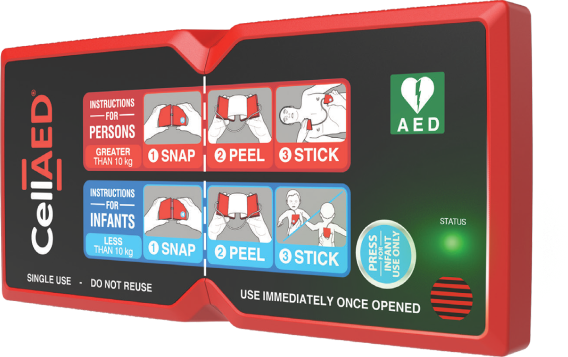 CellAED®
INSTRUCTIONS
FOR
PERSONS
GREATER
THAN 10 kg
1 SNAP
2 PEEL
3 STICK
INSTRUCTIONS
FOR
INFANTS
LESS
THAN 10 kg
1 SNAP
2 PEEL
3 STICK
AED
PRESS
FOR
INFANT
USE ONLY
STATUS
SINGLE USE - DO NOT REUSE
USE IMMEDIATELY ONCE OPENED